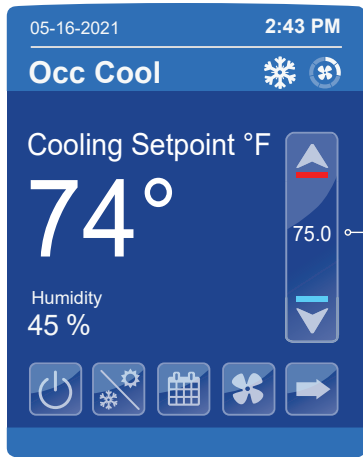 05-16-2021
2:43 PM
Occ Cool
Cooling Setpoint °F
74°
75.0
Humidity
45 %